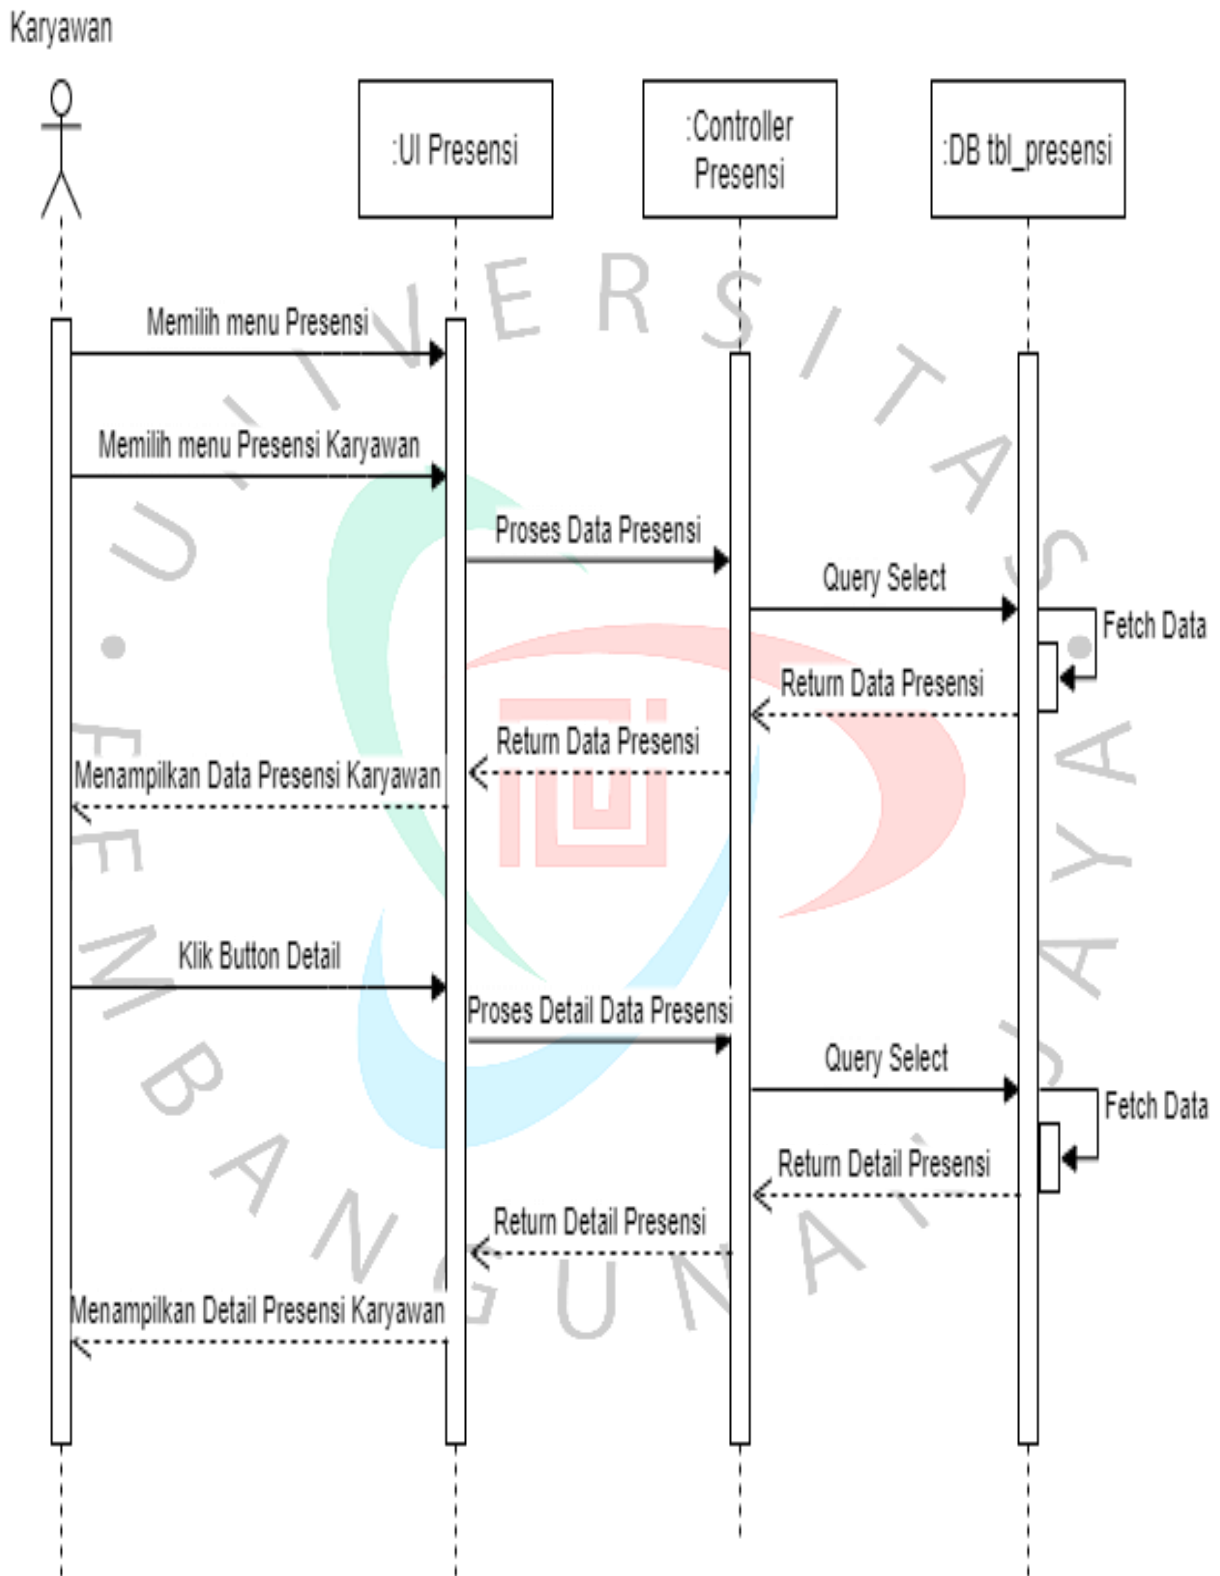 Karyawan
:UI Presensi
:Controller
Presensi
:DB tbl_presensi
Memilih menu Presensi
Memilih menu Presensi Karyawan
Proses Data Presensi
Query Select
Fetch Data
Return Data Presensi
Return Data Presensi
Menampilkan Data Presensi Karyawan
Klik Button Detail
Proses Detail Data Presensi
Query Select
Fetch Data
Return Detail Presensi
Return Detail Presensi
Menampilkan Detail Presensi Karyawan
UNIVERSITAS
PEMBANGUNAN JAYA